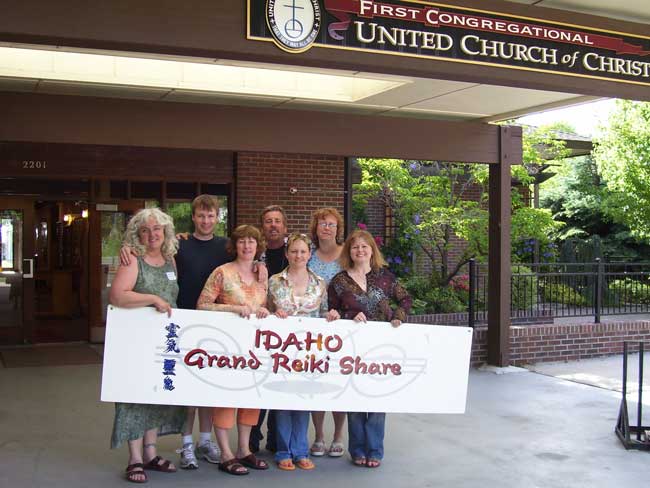 First Congregational
United Church of Christ
2201
靈氣
IDAHO
Grand Reiki Share